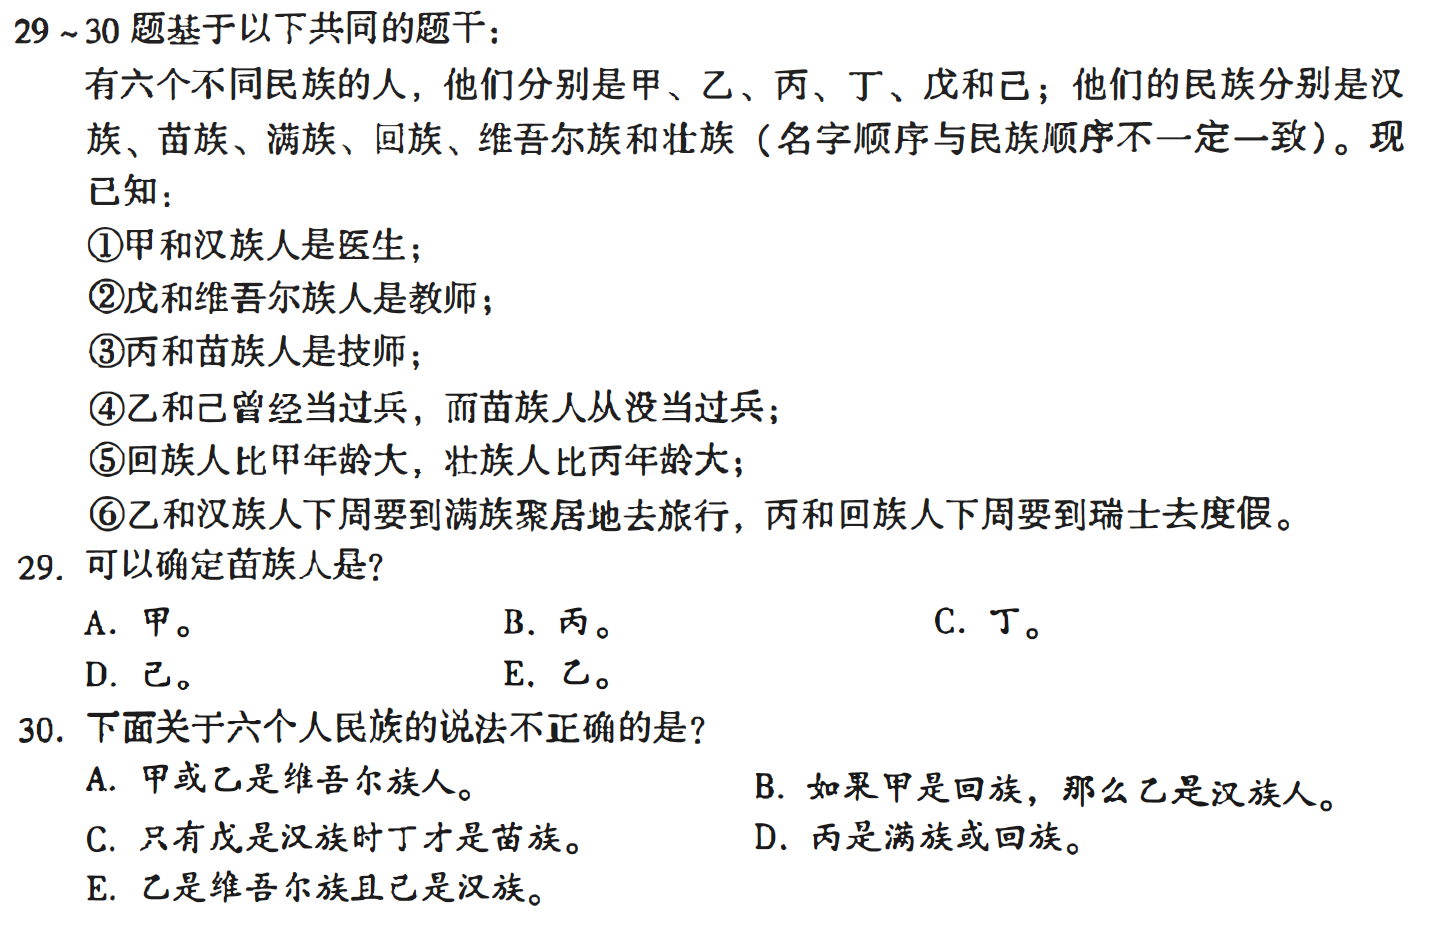 29 ~ 30 题基于以下共同的题干:
有六个不同民族的人，他们分别是甲、乙、丙、丁、戊和己；他们的民族分别是汉
族、苗族、满族、回族、维吾尔族和壮族（名字顺序与民族顺序不一定一致）。现
已知:
①甲和汉族人是医生；
②戊和维吾尔族人是教师；
③丙和苗族人是技师；
④乙和己曾经当过兵，而苗族人从没当过兵；
⑤回族人比甲年龄大，壮族人比丙年龄大；
⑥乙和汉族人下周要到满族聚居地去旅行，丙和回族人下周要到瑞士去度假。
29. 可以确定苗族人是?
A. 甲。 B. 丙。 C. 丁。
D. 己。 E. 乙。
30. 下面关于六个人民族的说法不正确的是?
A. 甲或乙是维吾尔族人。 B. 如果甲是回族，那么乙是汉族人。
C. 只有戊是汉族时丁才是苗族。 D. 丙是满族或回族。
E. 乙是维吾尔族且己是汉族。